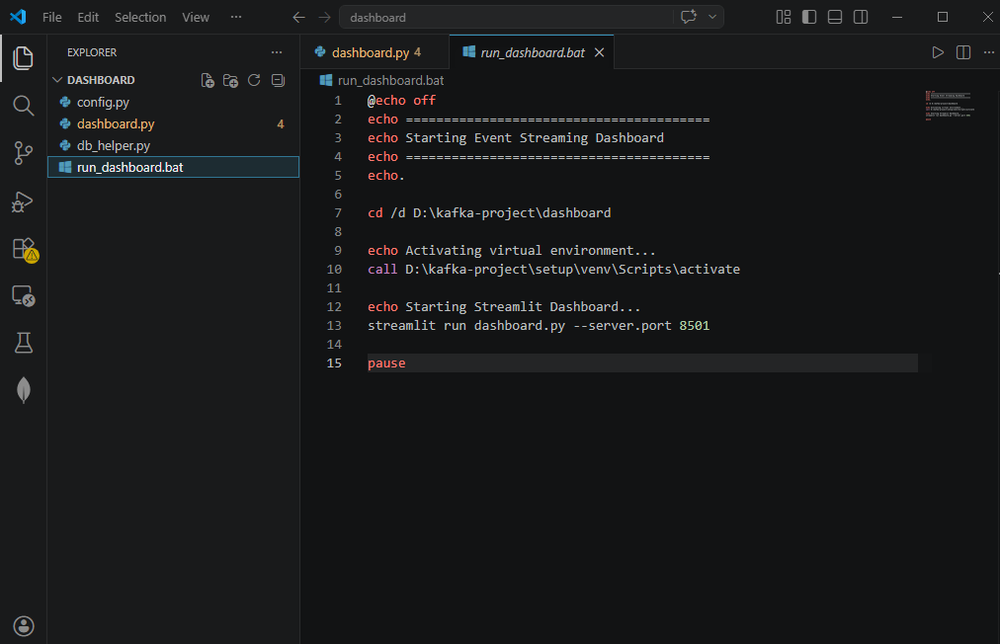 File Edit Selection View ···
dashboard
EXPLORER ···
DASHBOARD
config.py
dashboard.py 4
db_helper.py
run_dashboard.bat
dashboard.py 4
run_dashboard.bat
run_dashboard.bat
1 @echo off
2 echo ========================================
3 echo Starting Event Streaming Dashboard
4 echo ========================================
5 echo.
6
7 cd /d D:\kafka-project\dashboard
8
9 echo Activating virtual environment...
10 call D:\kafka-project\setup\venv\Scripts\activate
11
12 echo Starting Streamlit Dashboard...
13 streamlit run dashboard.py --server.port 8501
14
15 pause